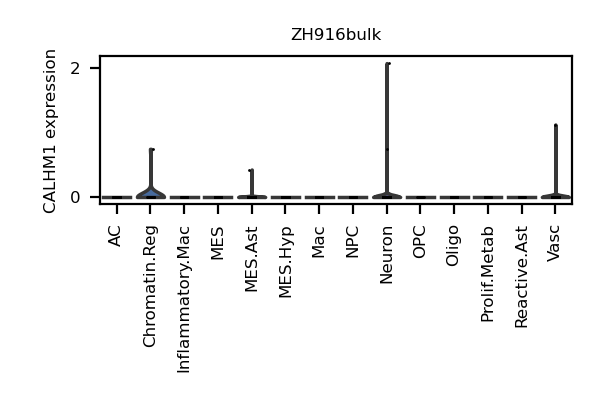 ZH916bulk
CALHM1 expression
2
0
AC
Chromatin.Reg
Inflammatory.Mac
MES
MES.Ast
MES.Hyp
Mac
NPC
Neuron
OPC
Oligo
Prolif.Metab
Reactive.Ast
Vasc